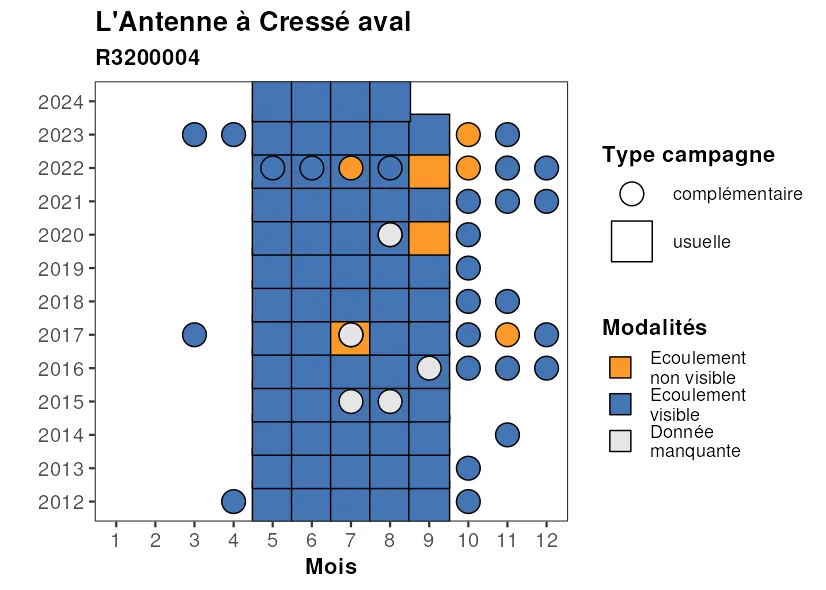 L'Antenne à Cressé aval
R3200004
2024
2023
2022
2021
2020
2019
2018
2017
2016
2015
2014
2013
2012
1 2 3 4 5 6 7 8 9 10 11 12
Mois
Type campagne
complémentaire
usuelle
Modalités
Ecoulement
non visible
Ecoulement
visible
Donnée
manquante